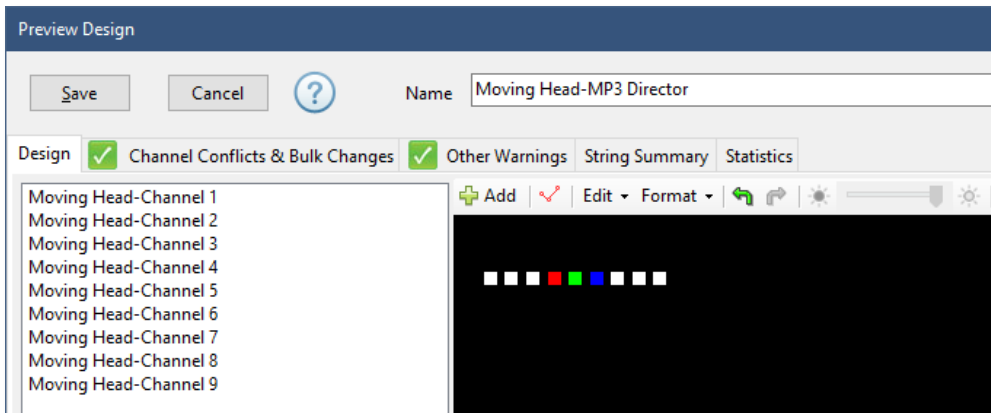 Preview Design
Save Cancel ? Name Moving Head-MP3 Director
Design Channel Conflicts & Bulk Changes Other Warnings String Summary Statistics
Add Edit Format
Moving Head-Channel 1
Moving Head-Channel 2
Moving Head-Channel 3
Moving Head-Channel 4
Moving Head-Channel 5
Moving Head-Channel 6
Moving Head-Channel 7
Moving Head-Channel 8
Moving Head-Channel 9